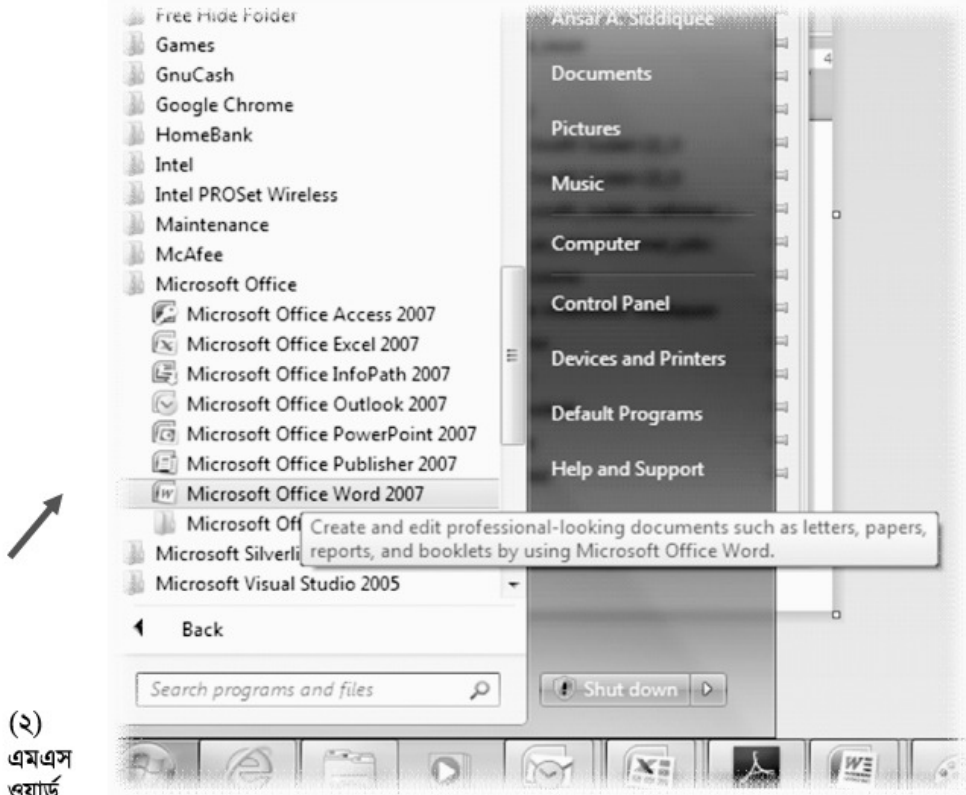 Free Hide Folder
Games
GnuCash
Google Chrome
HomeBank
Intel
Intel PROSet Wireless
Maintenance
McAfee
Microsoft Office
Microsoft Office Access 2007
Microsoft Office Excel 2007
Microsoft Office InfoPath 2007
Microsoft Office Outlook 2007
Microsoft Office PowerPoint 2007
Microsoft Office Publisher 2007
Microsoft Office Word 2007
Microsoft Off
Microsoft Silverli
Microsoft Visual Studio 2005
Back
Search programs and files
Ansar A. Siddiquee
Documents
Pictures
Music
Computer
Control Panel
Devices and Printers
Default Programs
Help and Support
Create and edit professional-looking documents such as letters, papers,
reports, and booklets by using Microsoft Office Word.
Shut down
4
(২)
এমএস
ওয়ার্ড